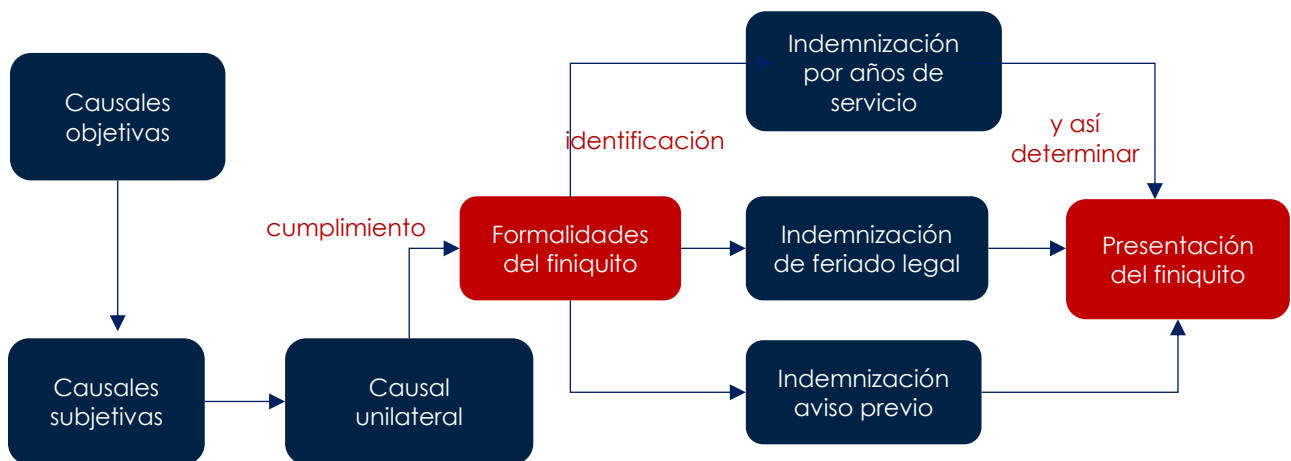 Causales
objetivas
Causales
subjetivas
Causal
unilateral
cumplimiento
Formalidades
del finiquito
identificación
Indemnización
por años de
servicio
Indemnización
de feriado legal
Indemnización
aviso previo
y así
determinar
Presentación
del finiquito